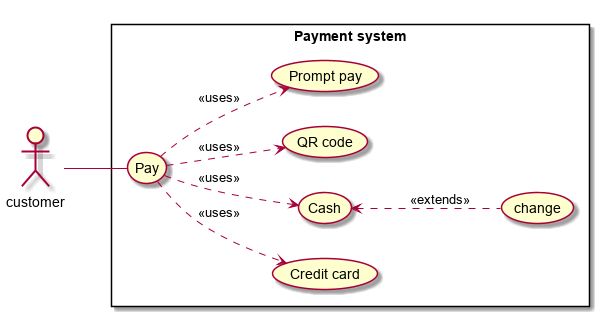 Payment system
Prompt pay
«uses»
QR code
«uses»
Pay
«uses»
«extends»
customer
Cash
change
«uses»
Credit card